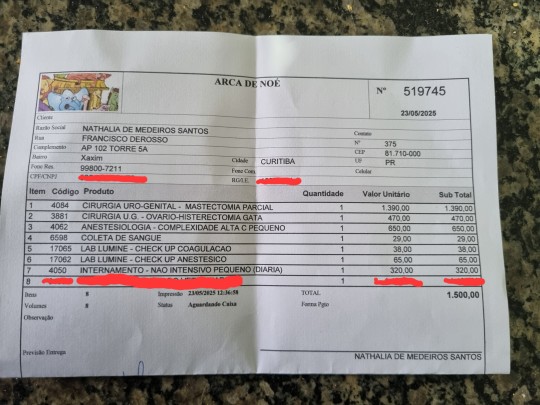 ARCA DE NOÉ
Nº 519745
23/05/2025
Cliente
Razão Social NATHALIA DE MEDEIROS SANTOS Contato
Rua FRANCISCO DEROSSO Nº 375
Complemento AP 102 TORRE 5A CEP 81.710-000
Bairro Xaxim Cidade CURITIBA UF PR
Fone Res. 99800-7211 Fone Com. Celular
CPF/CNPJ RG/I.E.
Item Código Produto Quantidade Valor Unitário Sub Total
1 4084 CIRURGIA URO-GENITAL - MASTECTOMIA PARCIAL 1 1.390,00 1.390,00
2 3881 CIRURGIA U.G. - OVARIO-HISTERECTOMIA GATA 1 470,00 470,00
3 4062 ANESTESIOLOGIA - COMPLEXIDADE ALTA C PEQUENO 1 650,00 650,00
4 6598 COLETA DE SANGUE 1 29,00 29,00
5 17065 LAB LUMINE - CHECK UP COAGULACAO 1 38,00 38,00
6 17062 LAB LUMINE - CHECK UP ANESTESICO 1 65,00 65,00
7 4050 INTERNAMENTO - NAO INTENSIVO PEQUENO (DIARIA) 1 320,00 320,00
8 1
Itens 8 Impressão 23/05/2025 12:36:58 TOTAL 1.500,00
Volumes 8 Status Aguardando Caixa Forma Pgto
Observação
Previsão Entrega
NATHALIA DE MEDEIROS SANTOS